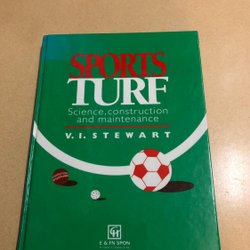 SPORTS
TURF
Science, construction
and maintenance
V. I. STEWART
E & FN SPON